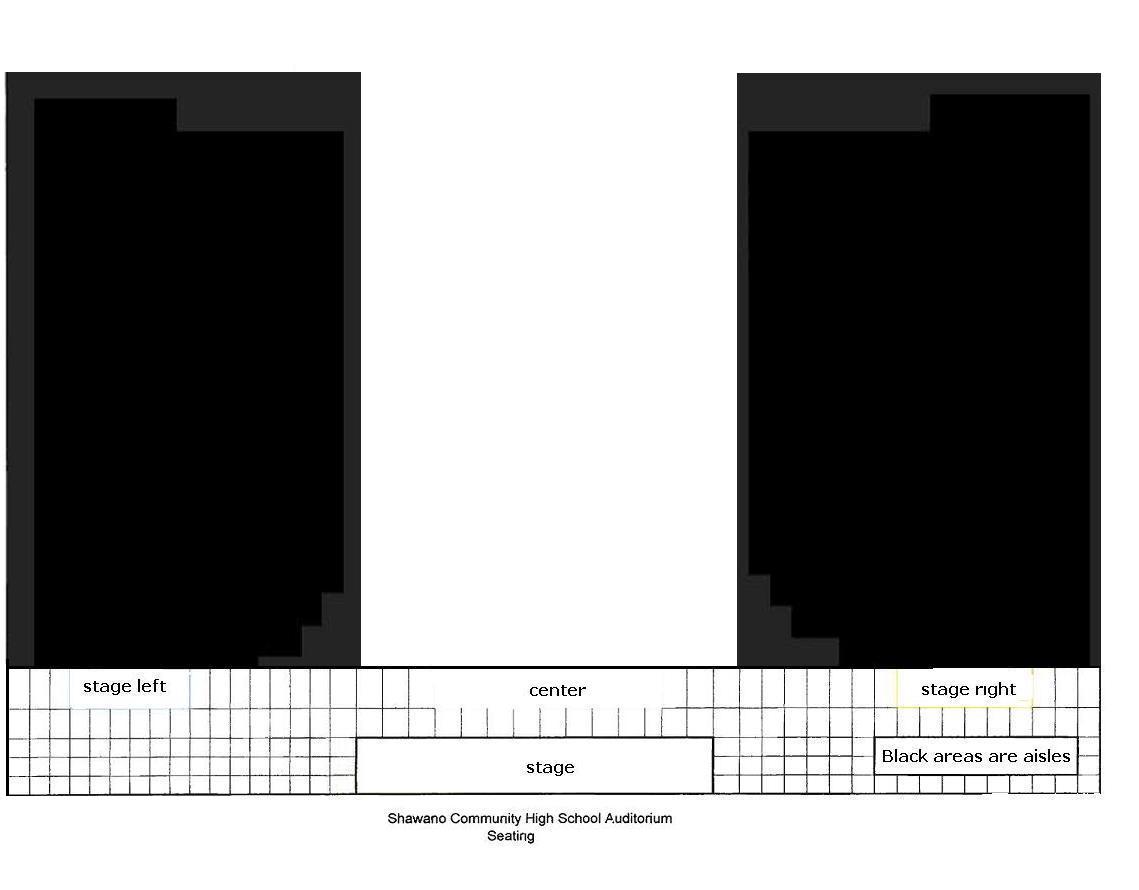 stage left
center
stage right
stage
Black areas are aisles
Shawano Community High School Auditorium
Seating